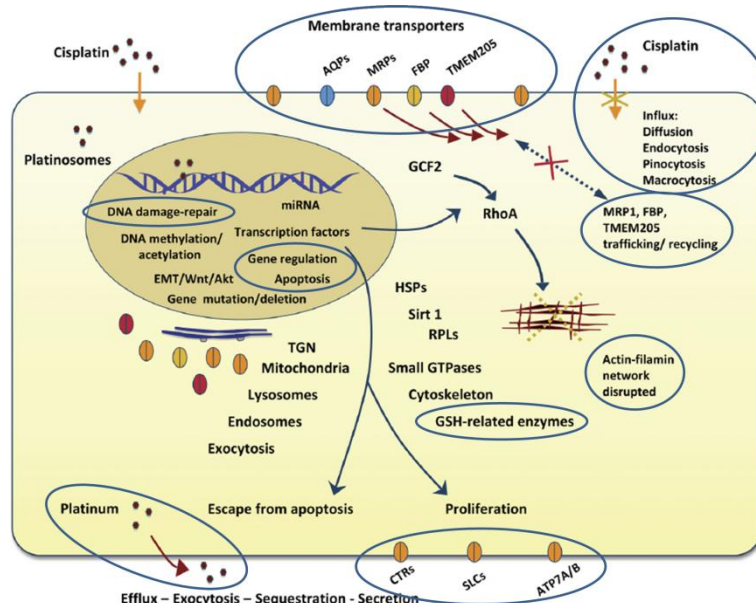 Membrane transporters
Cisplatin
AQPs
MRPs
FBP
TMEM205
Cisplatin
Influx:
Diffusion
Endocytosis
Pinocytosis
Macrocytosis
Platinosomes
GCF2
miRNA
RhoA
MRP1, FBP,
TMEM205
trafficking/ recycling
DNA damage-repair
Transcription factors
DNA methylation/
acetylation
Gene regulation
Apoptosis
EMT/Wnt/Akt
Gene mutation/deletion
HSPs
Sirt 1
RPLs
TGN
Mitochondria
Small GTPases
Actin-filamin
network
disrupted
Lysosomes
Cytoskeleton
Endosomes
GSH-related enzymes
Exocytosis
Platinum
Escape from apoptosis
Proliferation
CTRs
SLCs
ATP7A/B
Efflux – Exocytosis – Sequestration - Secretion